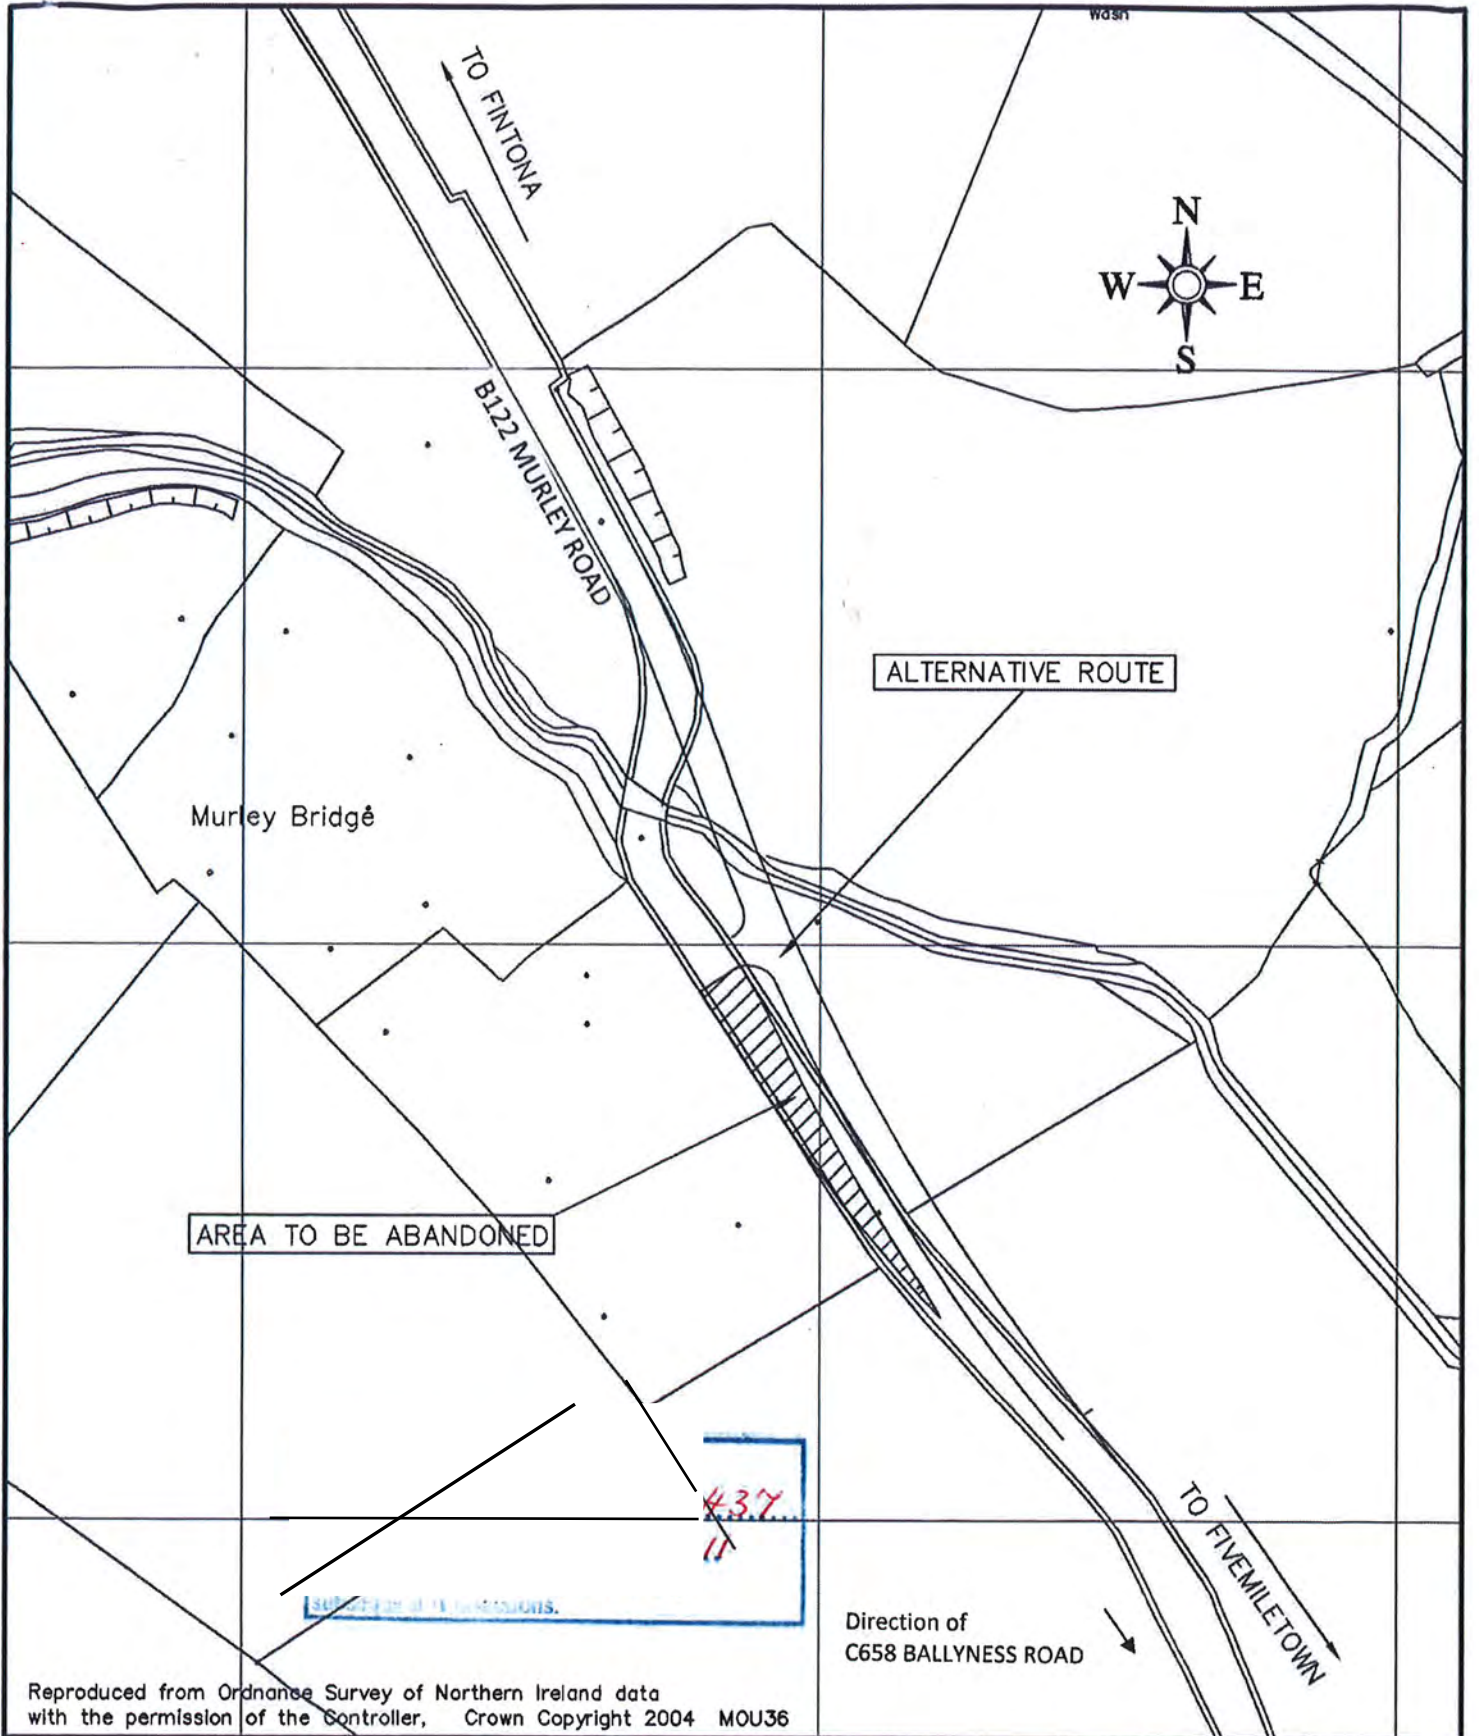 Wash
TO FINTONA
N
W E
S
B122 MURLEY ROAD
ALTERNATIVE ROUTE
Murley Bridge
AREA TO BE ABANDONED
437
11
TO FIVEMILETOWN
Direction of
C658 BALLYNESS ROAD
Reproduced from Ordnance Survey of Northern Ireland data
with the permission of the Controller, Crown Copyright 2004 MOU36